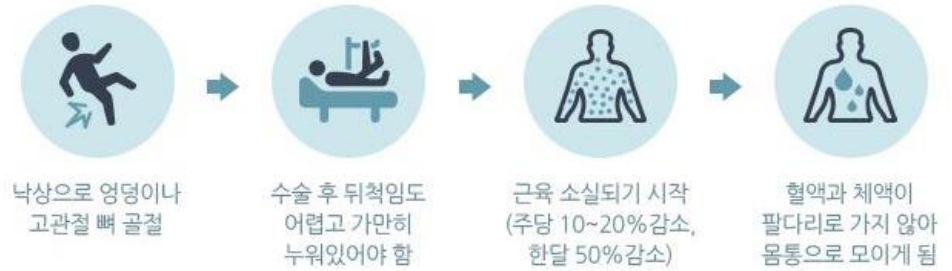 낙상으로 엉덩이나
고관절 뼈 골절
수술 후 뒤척임도
어렵고 가만히
누워있어야 함
근육 소실되기 시작
(주당 10~20%감소,
한달 50%감소)
혈액과 체액이
팔다리로 가지 않아
몸통으로 모이게 됨